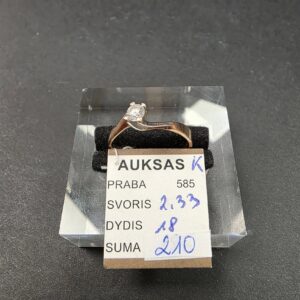 AUKSAS K
PRABA 585
SVORIS 2,33
DYDIS 18
SUMA 210